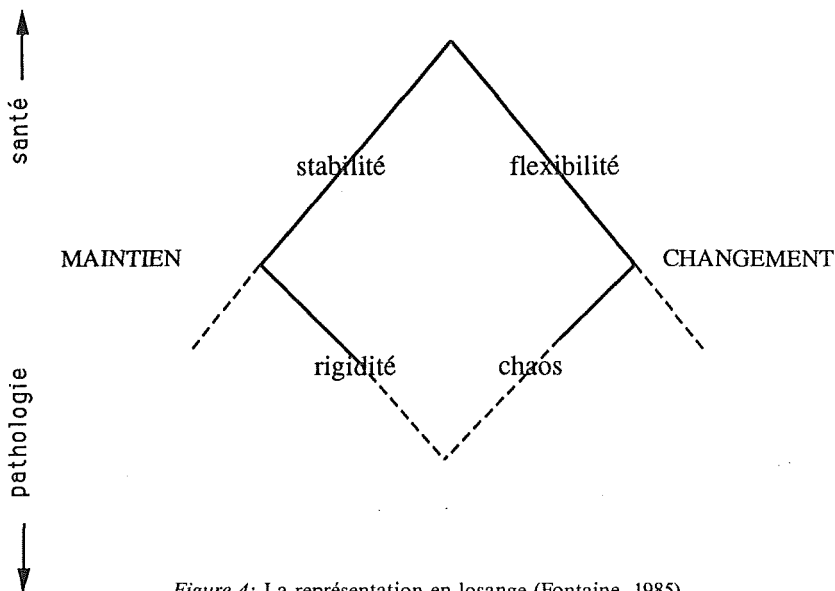 santé
stabilité
flexibilité
MAINTIEN
CHANGEMENT
rigidité
chaos
pathologie
Figure 4: La représentation en losange (Fontaine, 1985)